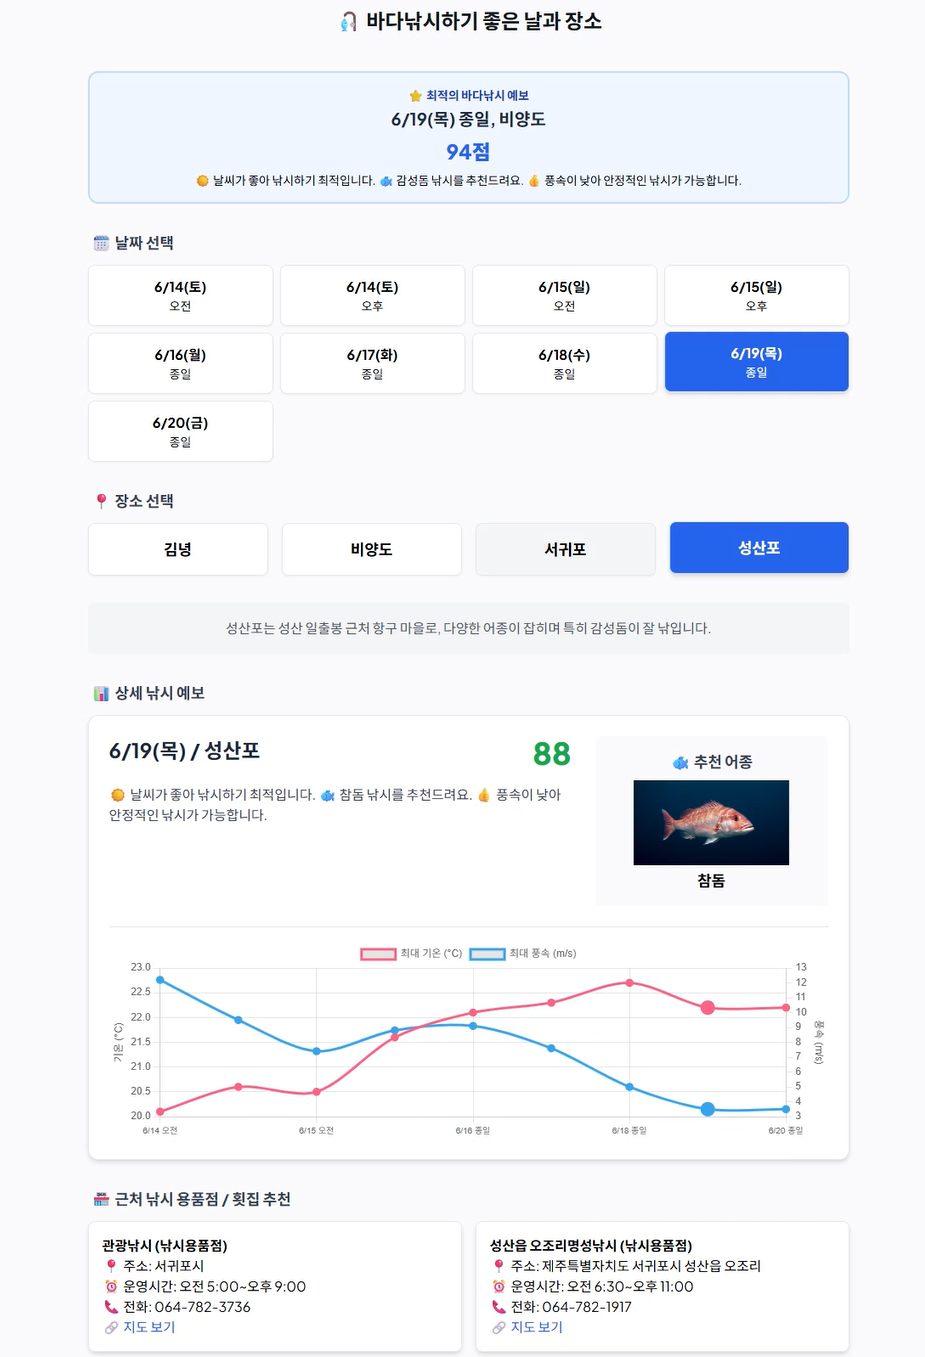 바다낚시하기 좋은 날과 장소
최적의 바다낚시 예보
6/19(목) 종일, 비양도
94점
날씨가 좋아 낚시하기 최적입니다. 감성돔 낚시를 추천드려요. 풍속이 낮아 안정적인 낚시가 가능합니다.
날짜 선택
6/14(토) 6/14(토) 6/15(일) 6/15(일)
오전 오후 오전 오후
6/16(월) 6/17(화) 6/18(수) 6/19(목)
종일 종일 종일 종일
6/20(금)
종일
장소 선택
김녕 비양도 서귀포 성산포
성산포는 성산 일출봉 근처 항구 마을로, 다양한 어종이 잡히며 특히 감성돔이 잘 낚입니다.
상세 낚시 예보
6/19(목) / 성산포 88
날씨가 좋아 낚시하기 최적입니다. 참돔 낚시를 추천드려요. 풍속이 낮아
안정적인 낚시가 가능합니다.
추천 어종
참돔
최대 기온 (°C) 최대 풍속 (m/s)
기온 (°C)
23.0
22.5
22.0
21.5
21.0
20.5
20.0
13
12
11
10
9
8
7
6
5
4
3
풍속 (m/s)
6/14 오전 6/15 오전 6/16 종일 6/18 종일 6/20 종일
근처 낚시 용품점 / 횟집 추천
관광낚시 (낚시용품점)
주소: 서귀포시
운영시간: 오전 5:00~오후 9:00
전화: 064-782-3736
지도 보기
성산읍 오조리명성낚시 (낚시용품점)
주소: 제주특별자치도 서귀포시 성산읍 오조리
운영시간: 오전 6:30~오후 11:00
전화: 064-782-1917
지도 보기